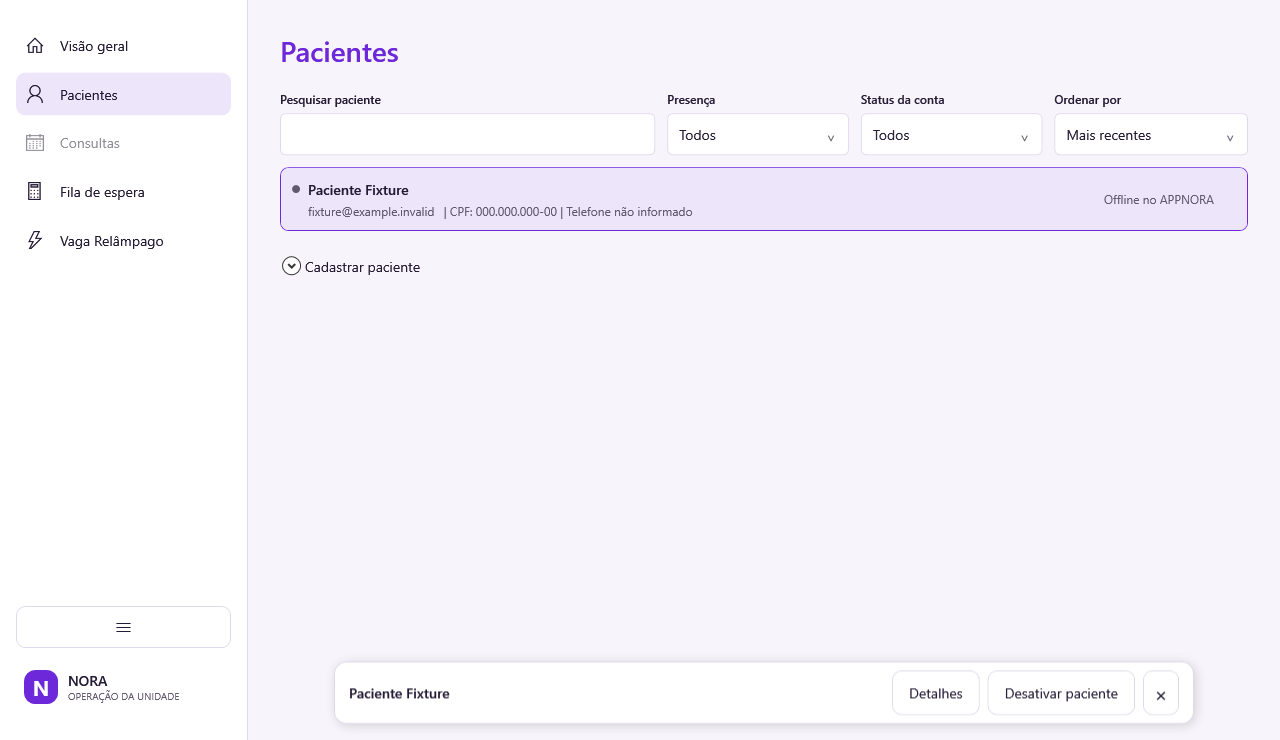 Visão geral
Pacientes
Consultas
Fila de espera
Vaga Relâmpago
N
NORA
OPERAÇÃO DA UNIDADE
Pacientes
Pesquisar paciente
Presença
Todos
Status da conta
Todos
Ordenar por
Mais recentes
Paciente Fixture
fixture@example.invalid | CPF: 000.000.000-00 | Telefone não informado
Offline no APPNORA
Cadastrar paciente
Paciente Fixture
Detalhes
Desativar paciente